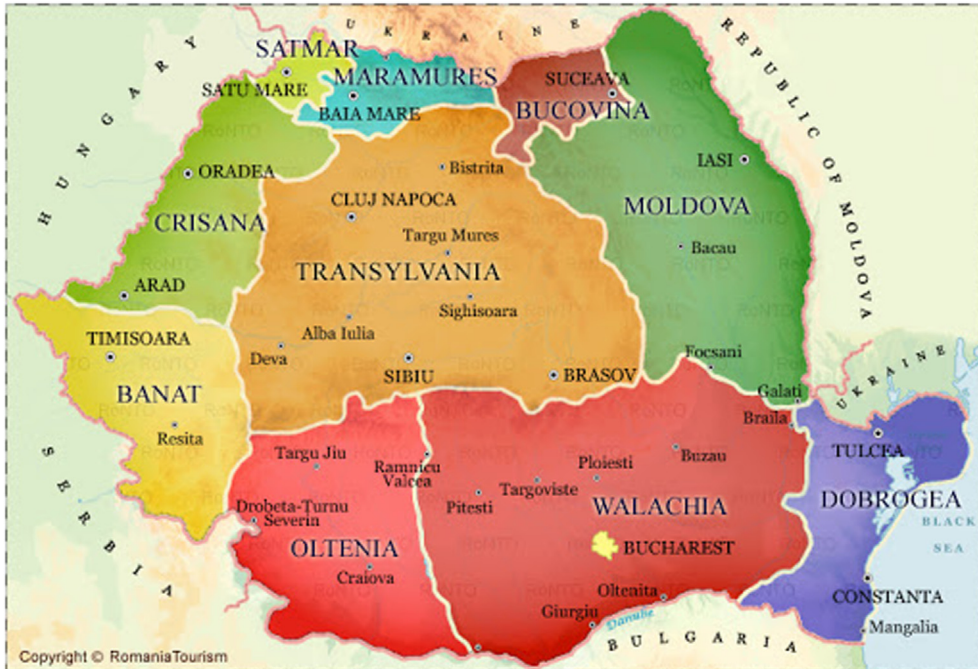 UKRAINE
HUNGARY
REPUBLIC OF MOLDOVA
SATMAR
SATU MARE
MARAMURES
BAIA MARE
SUCEAVA
BUCOVINA
ORADEA
CRISANA
ARAD
Bistrita
CLUJ NAPOCA
Targu Mures
TRANSYLVANIA
Sighisoara
Alba Iulia
Deva
SIBIU
BRASOV
IASI
MOLDOVA
Bacau
Focsani
Galati
UKRAINE
TIMISOARA
BANAT
Resita
SERBIA
Targu Jiu
Ramnicu
Valcea
Drobeta-Turnu
Severin
OLTENIA
Craiova
Braila
Buzau
Ploiesti
Targoviste
Pitesti
WALACHIA
BUCHAREST
Oltenita
Giurgiu
Danube
BULGARIA
TULCEA
DOBROGEA
BLACK
SEA
CONSTANTA
Mangalia
RoNTO
Copyright © RomaniaTourism